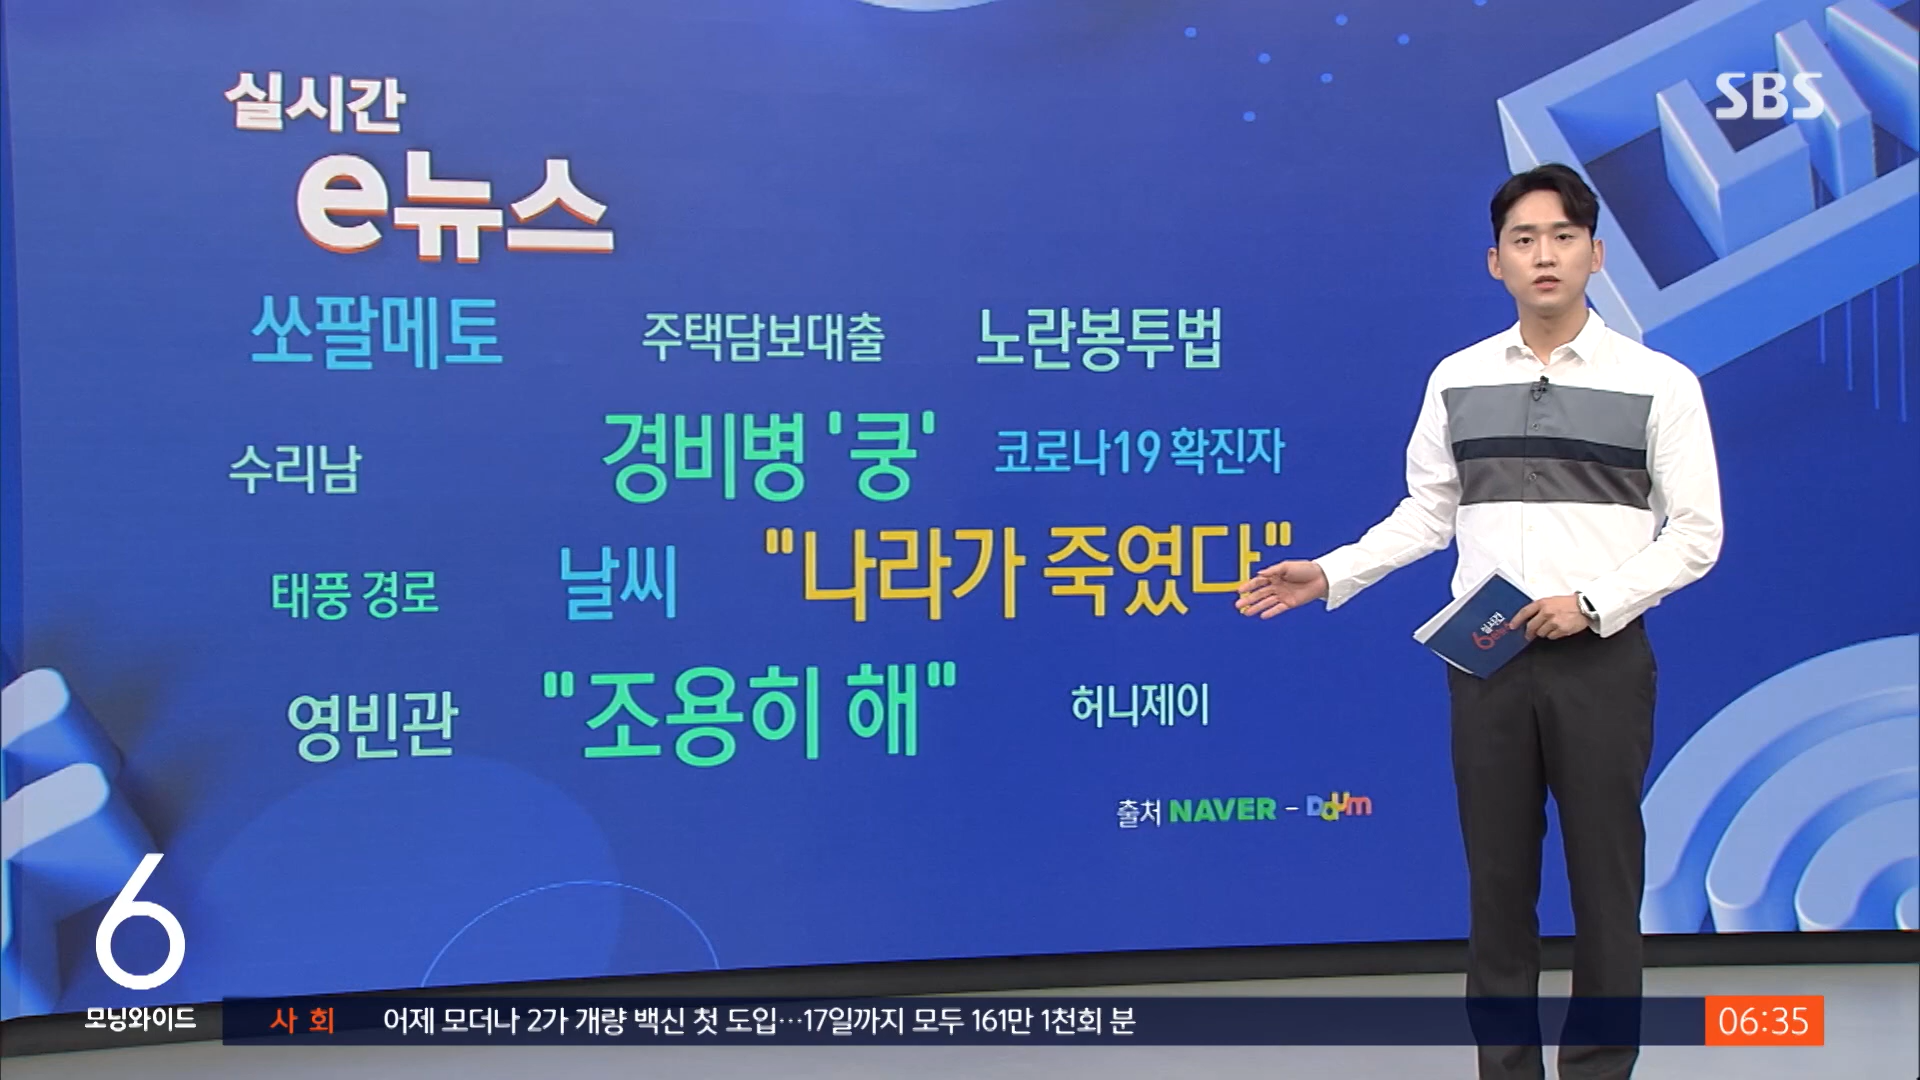 실시간
e뉴스
SBS
쏘팔메토 주택담보대출 노란봉투법
수리남 경비병 '쿵' 코로나19 확진자
태풍 경로 날씨 "나라가 죽였다"
영빈관 "조용히 해" 허니제이
출처 NAVER - Daum
실시간
6
모닝와이드
사회 어제 모더나 2가 개량 백신 첫 도입…17일까지 모두 161만 1천회 분
06:35